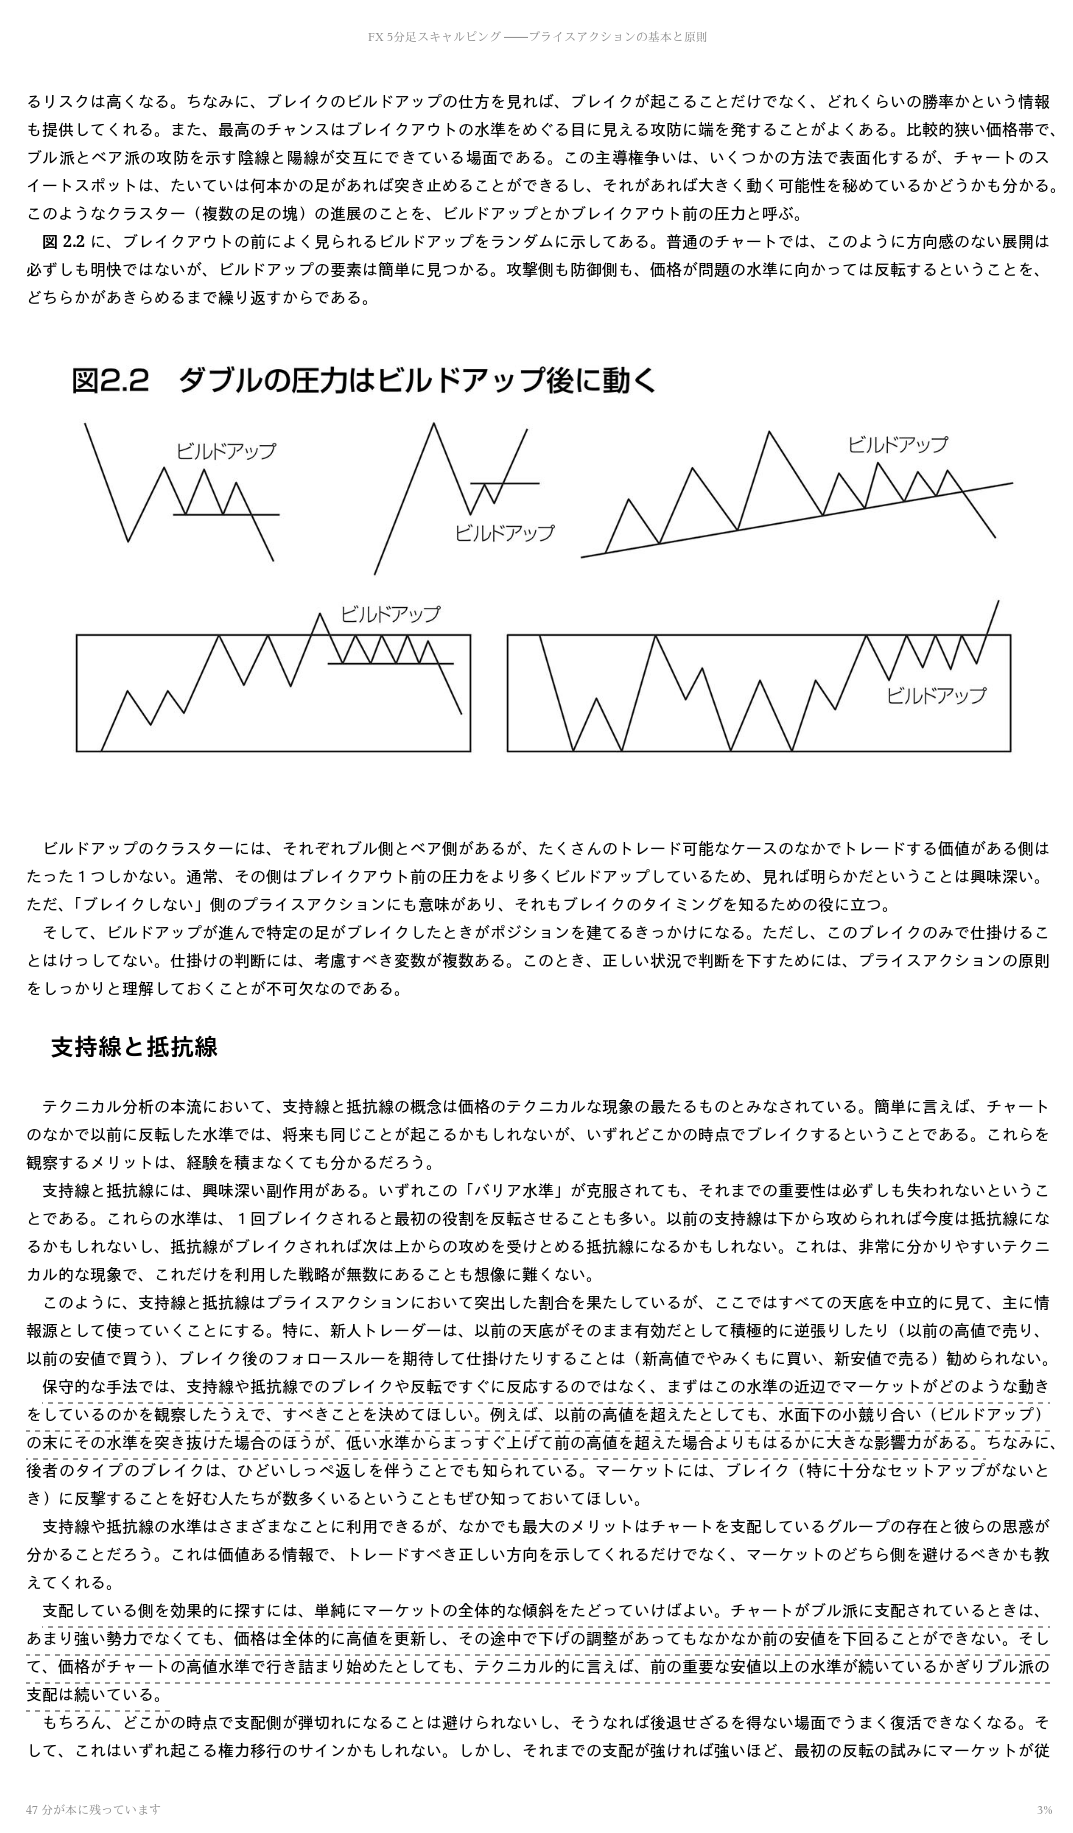 FX 5分足スキャルピング ――プライスアクションの基本と原則
るリスクは高くなる。ちなみに、ブレイクのビルドアップの仕方を見れば、ブレイクが起こることだけでなく、どれくらいの勝率かという情報
も提供してくれる。また、最高のチャンスはブレイクアウトの水準をめぐる目に見える攻防に端を発することがよくある。比較的狭い価格帯で、
ブル派とベア派の攻防を示す陰線と陽線が交互にできている場面である。この主導権争いは、いくつかの方法で表面化するが、チャートのス
イートスポットは、たいていは何本かの足があれば突き止めることができるし、それがあれば大きく動く可能性を秘めているかどうかも分かる。
このようなクラスター（複数の足の塊）の進展のことを、ビルドアップとかブレイクアウト前の圧力と呼ぶ。
図 2.2 に、ブレイクアウトの前によく見られるビルドアップをランダムに示してある。普通のチャートでは、このように方向感のない展開は
必ずしも明快ではないが、ビルドアップの要素は簡単に見つかる。攻撃側も防御側も、価格が問題の水準に向かっては反転するということを、
どちらかがあきらめるまで繰り返すからである。
図2.2　ダブルの圧力はビルドアップ後に動く
ビルドアップ
ビルドアップ
ビルドアップ
ビルドアップ
ビルドアップ
ビルドアップのクラスターには、それぞれブル側とベア側があるが、たくさんのトレード可能なケースのなかでトレードする価値がある側は
たった１つしかない。通常、その側はブレイクアウト前の圧力をより多くビルドアップしているため、見れば明らかだということは興味深い。
ただ、「ブレイクしない」側のプライスアクションにも意味があり、それもブレイクのタイミングを知るための役に立つ。
そして、ビルドアップが進んで特定の足がブレイクしたときがポジションを建てるきっかけになる。ただし、このブレイクのみで仕掛けるこ
とはけっしてない。仕掛けの判断には、考慮すべき変数が複数ある。このとき、正しい状況で判断を下すためには、プライスアクションの原則
をしっかりと理解しておくことが不可欠なのである。
支持線と抵抗線
テクニカル分析の本流において、支持線と抵抗線の概念は価格のテクニカルな現象の最たるものとみなされている。簡単に言えば、チャート
のなかで以前に反転した水準では、将来も同じことが起こるかもしれないが、いずれどこかの時点でブレイクするということである。これらを
観察するメリットは、経験を積まなくても分かるだろう。
支持線と抵抗線には、興味深い副作用がある。いずれこの「バリア水準」が克服されても、それまでの重要性は必ずしも失われないというこ
とである。これらの水準は、１回ブレイクされると最初の役割を反転させることも多い。以前の支持線は下から攻められれば今度は抵抗線にな
るかもしれないし、抵抗線がブレイクされれば次は上からの攻めを受けとめる抵抗線になるかもしれない。これは、非常に分かりやすいテクニ
カル的な現象で、これだけを利用した戦略が無数にあることも想像に難くない。
このように、支持線と抵抗線はプライスアクションにおいて突出した割合を果たしているが、ここではすべての天底を中立的に見て、主に情
報源として使っていくことにする。特に、新人トレーダーは、以前の天底がそのまま有効だとして積極的に逆張りしたり（以前の高値で売り、
以前の安値で買う）、ブレイク後のフォロースルーを期待して仕掛けたりすることは（新高値でやみくもに買い、新安値で売る）勧められない。
保守的な手法では、支持線や抵抗線でのブレイクや反転ですぐに反応するのではなく、まずはこの水準の近辺でマーケットがどのような動き
をしているのかを観察したうえで、すべきことを決めてほしい。例えば、以前の高値を超えたとしても、水面下の小競り合い（ビルドアップ）
の末にその水準を突き抜けた場合のほうが、低い水準からまっすぐ上げて前の高値を超えた場合よりもはるかに大きな影響力がある。ちなみに、
後者のタイプのブレイクは、ひどいしっぺ返しを伴うことでも知られている。マーケットには、ブレイク（特に十分なセットアップがないと
き）に反撃することを好む人たちが数多くいるということもぜひ知っておいてほしい。
支持線や抵抗線の水準はさまざまなことに利用できるが、なかでも最大のメリットはチャートを支配しているグループの存在と彼らの思惑が
分かることだろう。これは価値ある情報で、トレードすべき正しい方向を示してくれるだけでなく、マーケットのどちら側を避けるべきかも教
えてくれる。
支配している側を効果的に探すには、単純にマーケットの全体的な傾斜をたどっていけばよい。チャートがブル派に支配されているときは、
あまり強い勢力でなくても、価格は全体的に高値を更新し、その途中で下げの調整があってもなかなか前の安値を下回ることができない。そし
て、価格がチャートの高値水準で行き詰まり始めたとしても、テクニカル的に言えば、前の重要な安値以上の水準が続いているかぎりブル派の
支配は続いている。
もちろん、どこかの時点で支配側が弾切れになることは避けられないし、そうなれば後退せざるを得ない場面でうまく復活できなくなる。そ
して、これはいずれ起こる権力移行のサインかもしれない。しかし、それまでの支配が強ければ強いほど、最初の反転の試みにマーケットが従
47 分が本に残っています
3%